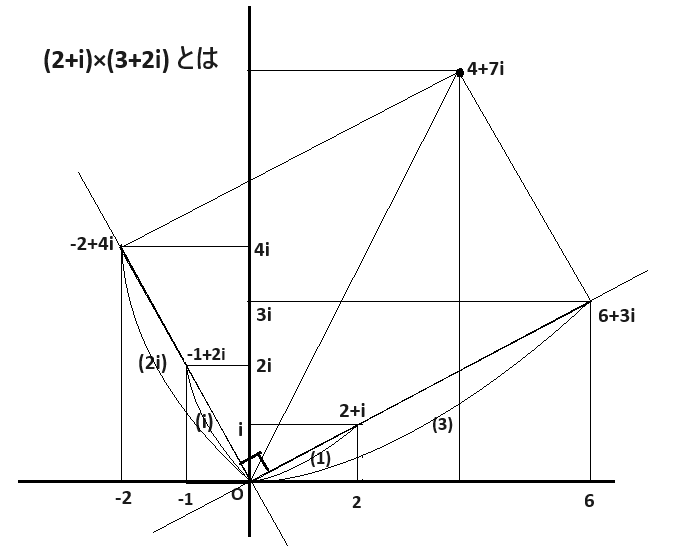 (2+i)×(3+2i) とは
4+7i
-2+4i
4i
3i
6+3i
-1+2i
2i
(2i)
2+i
(i)
i
(3)
(1)
O
-2
-1
2
6